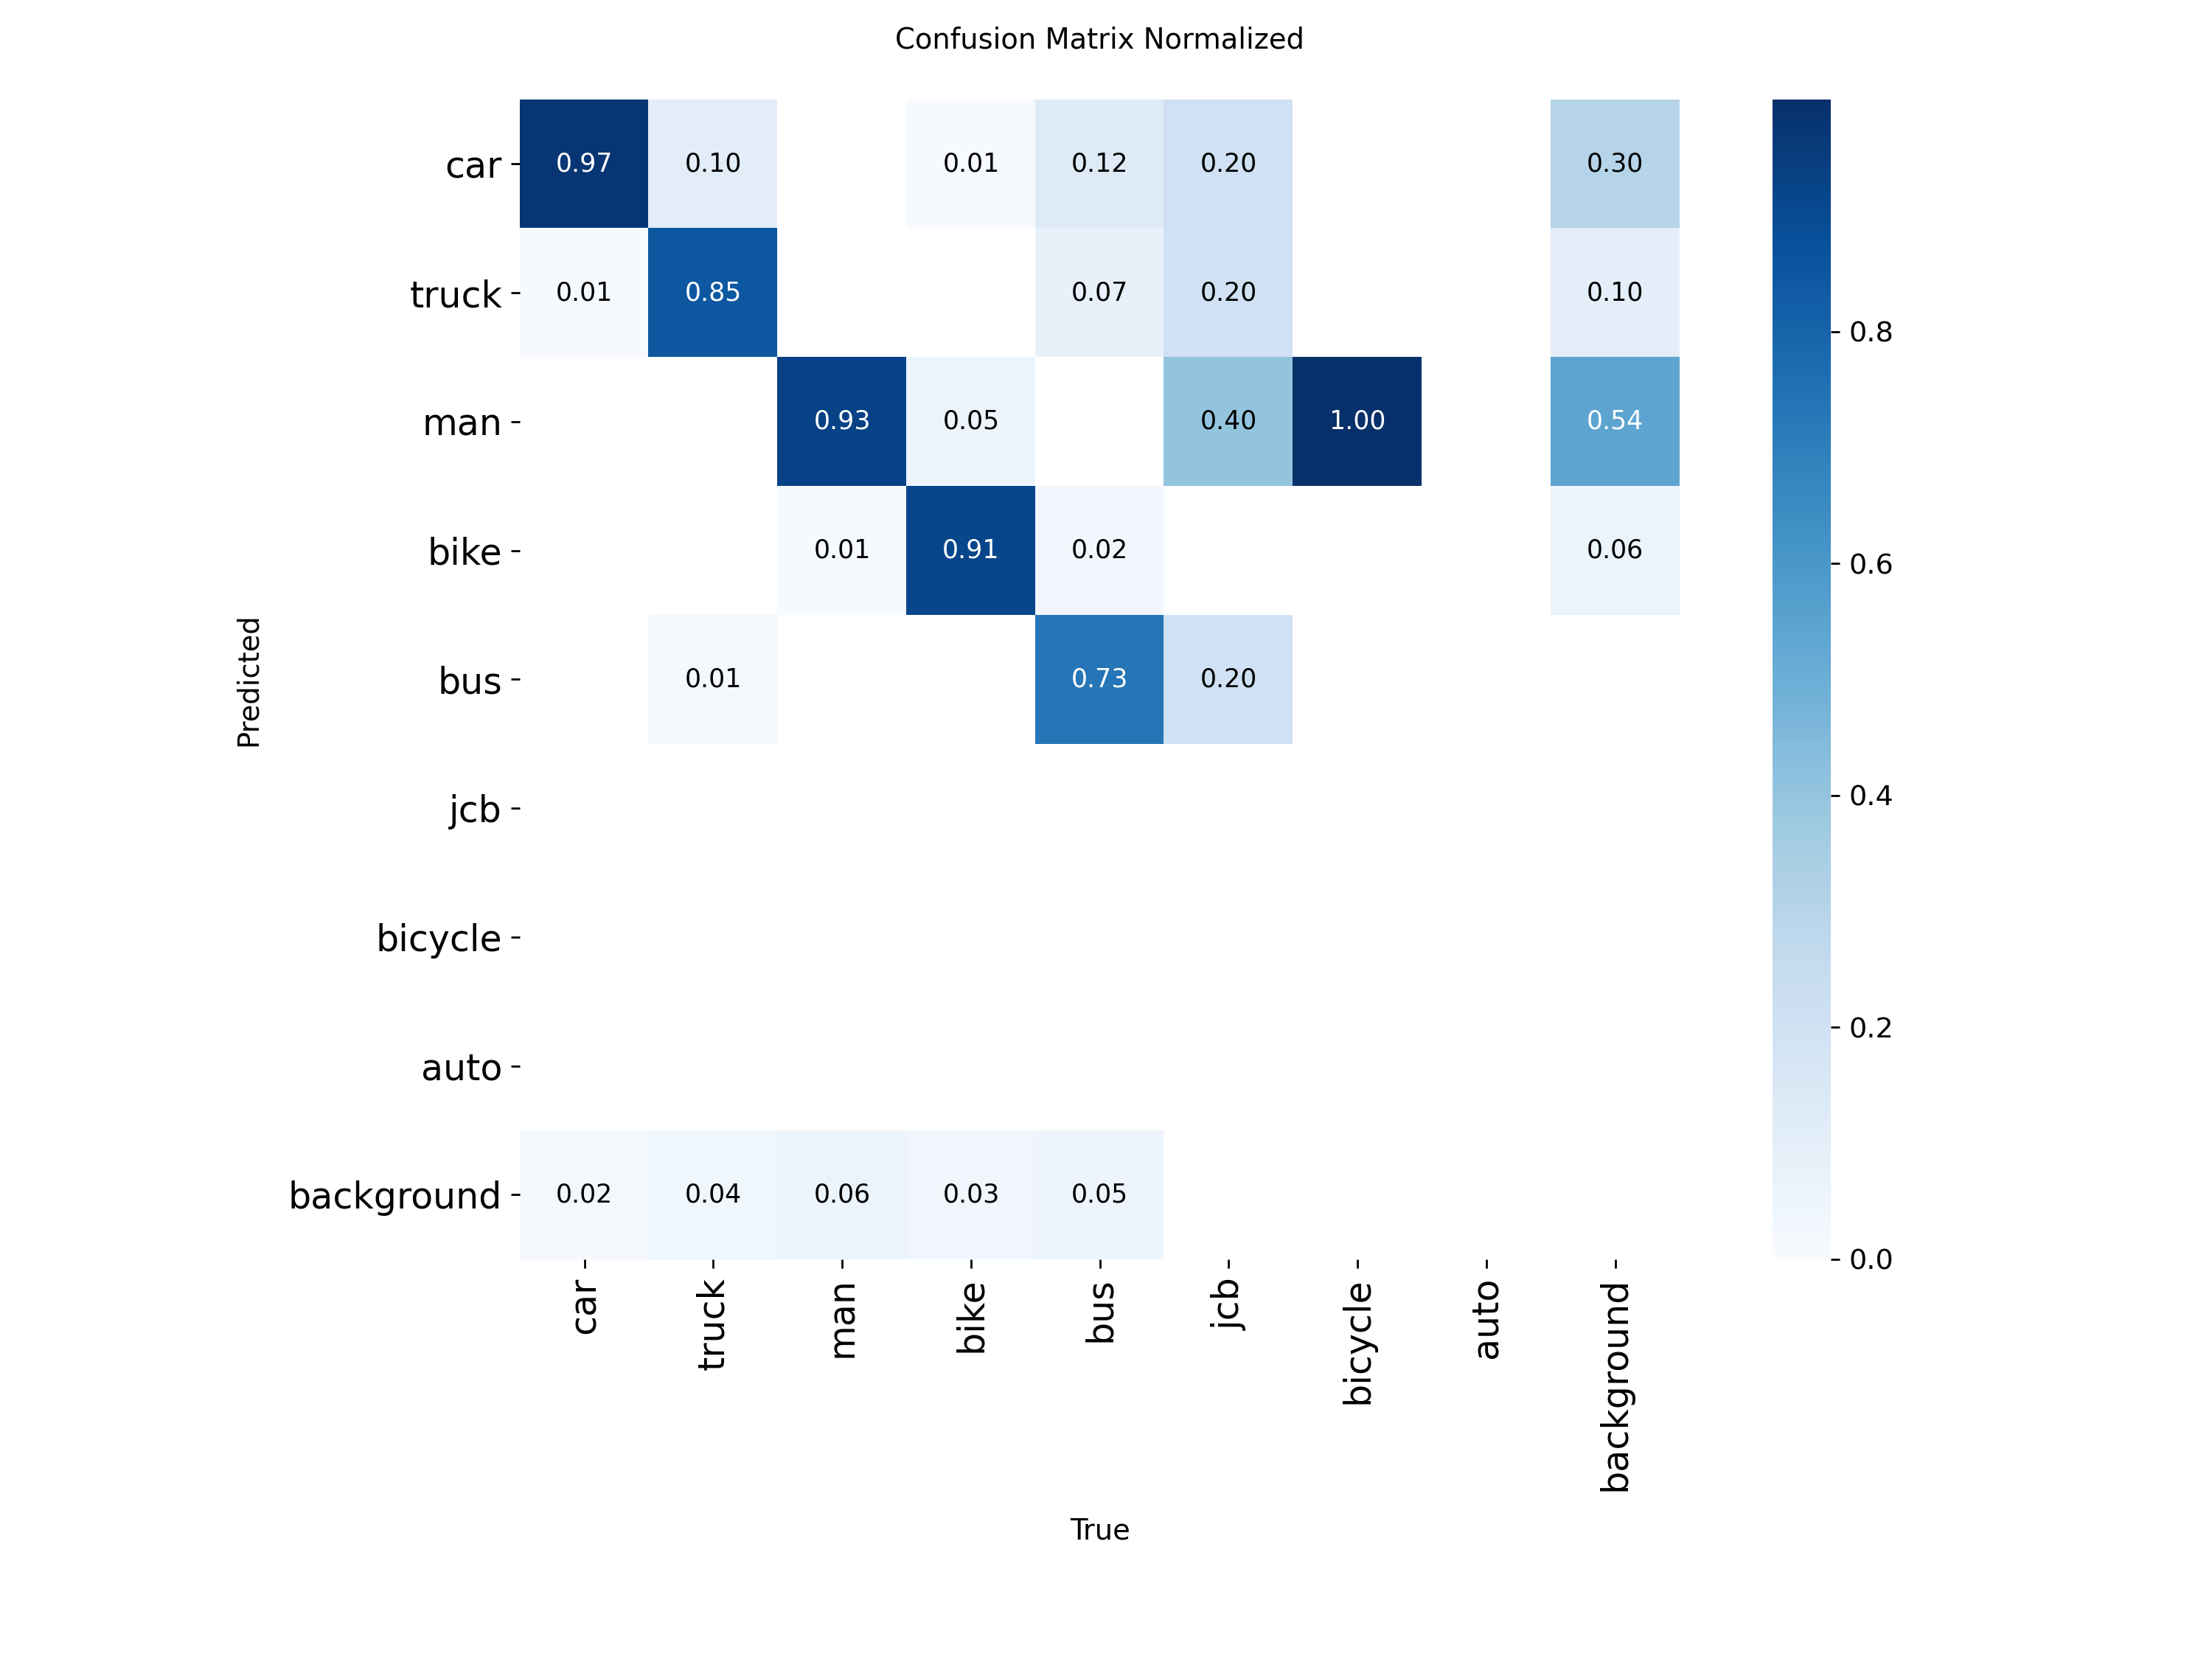 Confusion Matrix Normalized
car 0.97 0.10 0.01 0.12 0.20 0.30
truck 0.01 0.85 0.07 0.20 0.10
0.8
man 0.93 0.05 0.40 1.00 0.54
bike 0.01 0.91 0.02 0.06
0.6
Predicted
bus 0.01 0.73 0.20
jcb
0.4
bicycle
0.2
auto
background 0.02 0.04 0.06 0.03 0.05
0.0
car truck man bike bus jcb bicycle auto background
True